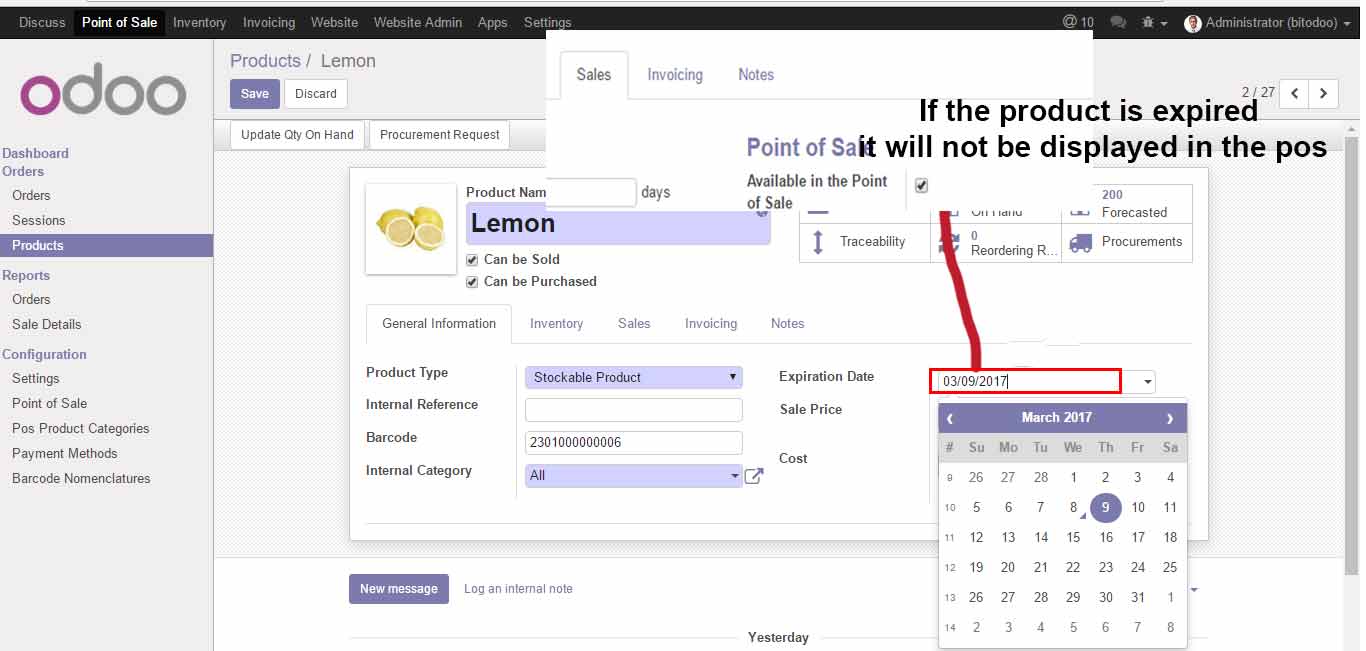 Discuss Point of Sale Inventory Invoicing Website Website Admin Apps Settings @ 10 Administrator (bitodoo)
odoo
Products / Lemon
Save Discard
2 / 27
Update Qty On Hand Procurement Request
Sales Invoicing Notes
If the product is expired
it will not be displayed in the pos
Point of Sale
Available in the Point
of Sale
days
Dashboard
Orders
Orders
Sessions
Products
Reports
Orders
Sale Details
Configuration
Settings
Point of Sale
Pos Product Categories
Payment Methods
Barcode Nomenclatures
Product Nam
Lemon
Can be Sold
Can be Purchased
On Hand
200
Forecasted
Traceability
0
Reordering R...
Procurements
General Information Inventory Sales Invoicing Notes
Product Type Stockable Product
Internal Reference
Barcode 2301000000006
Internal Category All
Expiration Date 03/09/2017
Sale Price
Cost
March 2017
# Su Mo Tu We Th Fr Sa
9 26 27 28 1 2 3 4
10 5 6 7 8 9 10 11
11 12 13 14 15 16 17 18
12 19 20 21 22 23 24 25
13 26 27 28 29 30 31 1
14 2 3 4 5 6 7 8
New message Log an internal note
Yesterday